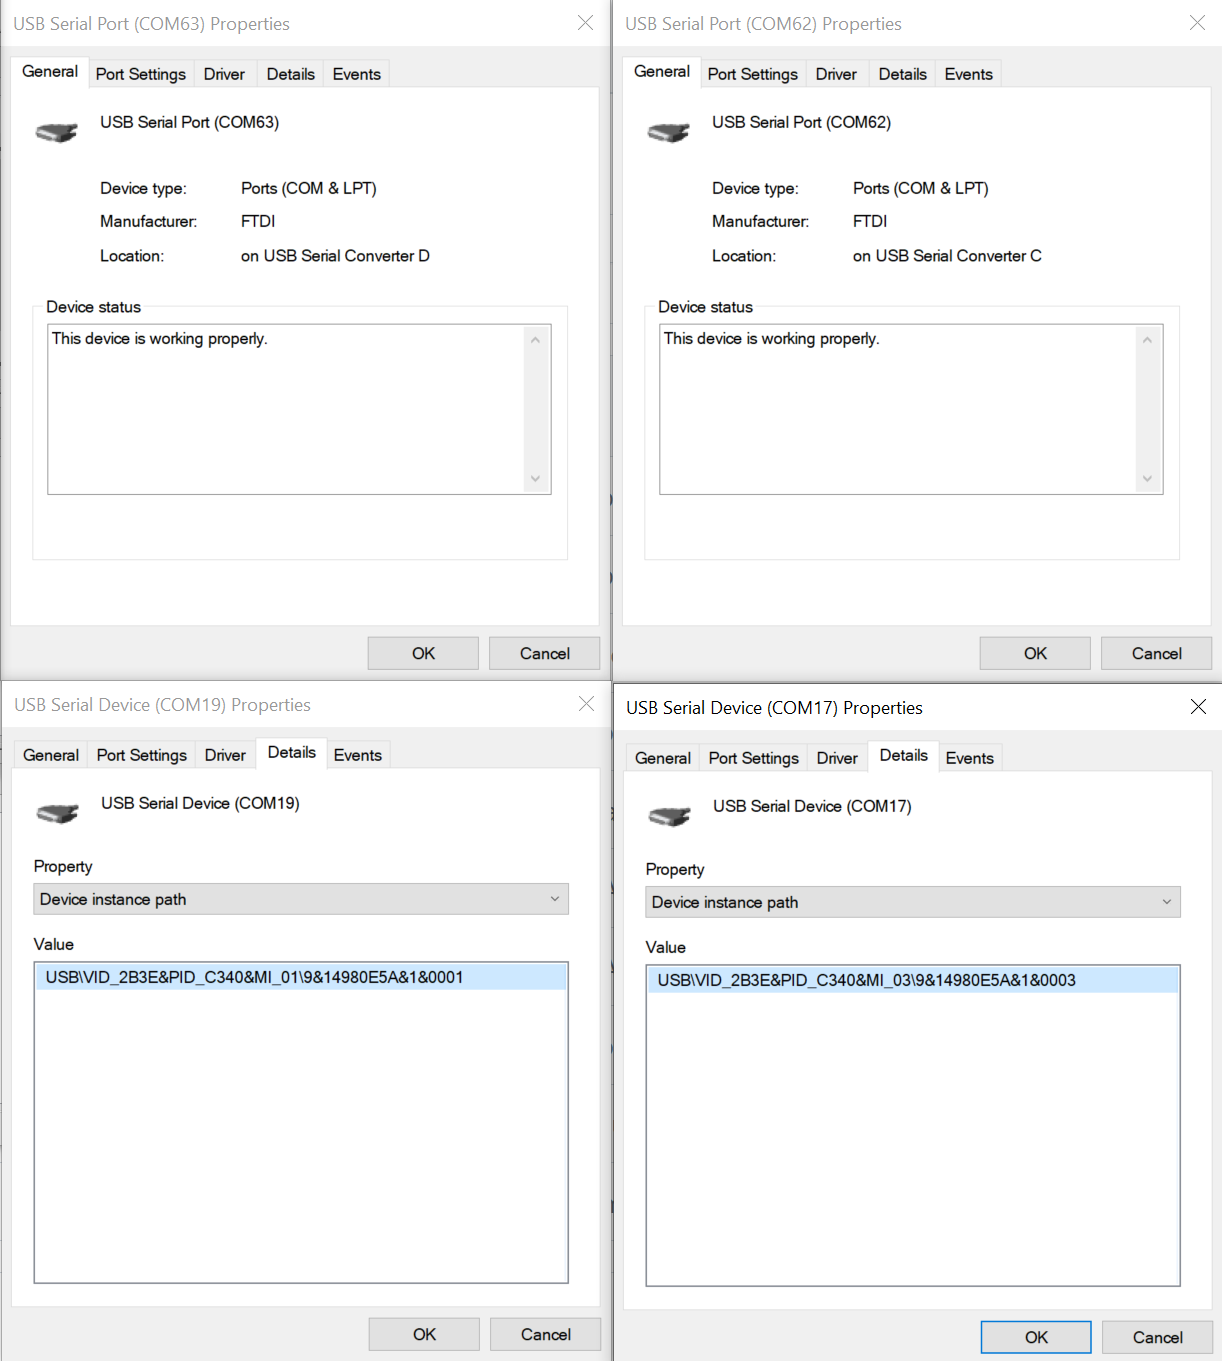 USB Serial Port (COM63) Properties
General Port Settings Driver Details Events
USB Serial Port (COM63)
Device type: Ports (COM & LPT)
Manufacturer: FTDI
Location: on USB Serial Converter D
Device status
This device is working properly.
OK Cancel
USB Serial Port (COM62) Properties
General Port Settings Driver Details Events
USB Serial Port (COM62)
Device type: Ports (COM & LPT)
Manufacturer: FTDI
Location: on USB Serial Converter C
Device status
This device is working properly.
OK Cancel
USB Serial Device (COM19) Properties
General Port Settings Driver Details Events
USB Serial Device (COM19)
Property
Device instance path
Value
USB\VID_2B3E&PID_C340&MI_01\9&14980E5A&1&0001
OK Cancel
USB Serial Device (COM17) Properties
General Port Settings Driver Details Events
USB Serial Device (COM17)
Property
Device instance path
Value
USB\VID_2B3E&PID_C340&MI_03\9&14980E5A&1&0003
OK Cancel